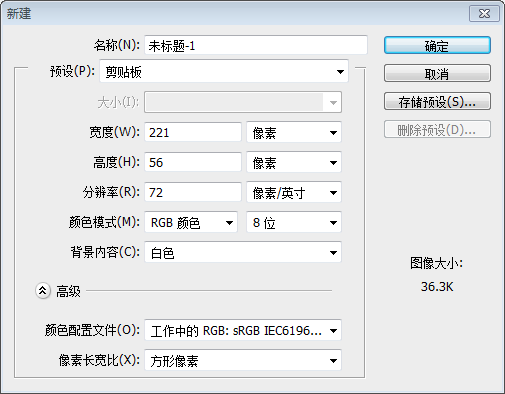 新建
名称(N): 未标题-1
确定
预设(P): 剪贴板
取消
大小(I):
存储预设(S)...
宽度(W): 221 像素
删除预设(D)...
高度(H): 56 像素
分辨率(R): 72 像素/英寸
颜色模式(M): RGB 颜色 8 位
背景内容(C): 白色
图像大小:
36.3K
高级
颜色配置文件(O): 工作中的 RGB: sRGB IEC6196...
像素长宽比(X): 方形像素